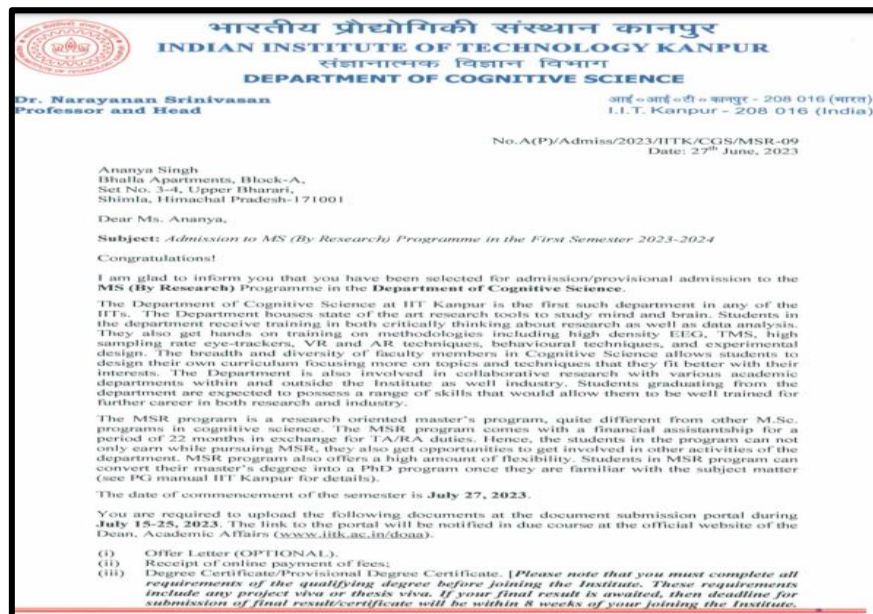 भारतीय प्रौद्योगिकी संस्थान कानपुर
INDIAN INSTITUTE OF TECHNOLOGY KANPUR
संज्ञानात्मक विज्ञान विभाग
DEPARTMENT OF COGNITIVE SCIENCE
Dr. Narayanan Srinivasan
Professor and Head
आई॰आई॰टी॰ कानपुर - 208 016 (भारत)
I.I.T. Kanpur - 208 016 (India)
No.A(P)/Admiss/2023/IITK/CGS/MSR-09
Date: 27th June, 2023
Ananya Singh
Bhalla Apartments, Block-A,
Set No. 3-4, Upper Bharari,
Shimla, Himachal Pradesh-171001
Dear Ms. Ananya,
Subject: Admission to MS (By Research) Programme in the First Semester 2023-2024
Congratulations!
I am glad to inform you that you have been selected for admission/provisional admission to the
MS (By Research) Programme in the Department of Cognitive Science.
The Department of Cognitive Science at IIT Kanpur is the first such department in any of the
IITs. The Department houses state of the art research tools to study mind and brain. Students in
the department receive training in both critically thinking about research as well as data analysis.
They also get hands on training on methodologies including high density EEG, TMS, high
sampling rate eye-trackers, VR and AR techniques, behavioural techniques, and experimental
design. The breadth and diversity of faculty members in Cognitive Science allows students to
design their own curriculum focusing more on topics and techniques that they fit better with their
interests. The Department is also involved in collaborative research with various academic
departments within and outside the Institute as well industry. Students graduating from the
department are expected to possess a range of skills that would allow them to be well trained for
further career in both research and industry.
The MSR program is a research oriented master's program, quite different from other M.Sc.
programs in cognitive science. The MSR program comes with a financial assistantship for a
period of 22 months in exchange for TA/RA duties. Hence, the students in the program can not
only earn while pursuing MSR, they also get opportunities to get involved in other activities of the
department. MSR program also offers a high amount of flexibility. Students in MSR program can
convert their master's degree into a PhD program once they are familiar with the subject matter
(see PG manual IIT Kanpur for details).
The date of commencement of the semester is July 27, 2023.
You are required to upload the following documents at the document submission portal during
July 15-25, 2023. The link to the portal will be notified in due course at the official website of the
Dean, Academic Affairs (www.iitk.ac.in/doaa).
(i) Offer Letter (OPTIONAL).
(ii) Receipt of online payment of fees;
(iii) Degree Certificate/Provisional Degree Certificate. [Please note that you must complete all
requirements of the qualifying degree before joining the Institute. These requirements
include any project viva or thesis viva. If your final result is awaited, then deadline for
submission of final result/certificate will be within 8 weeks of your joining the Institute.